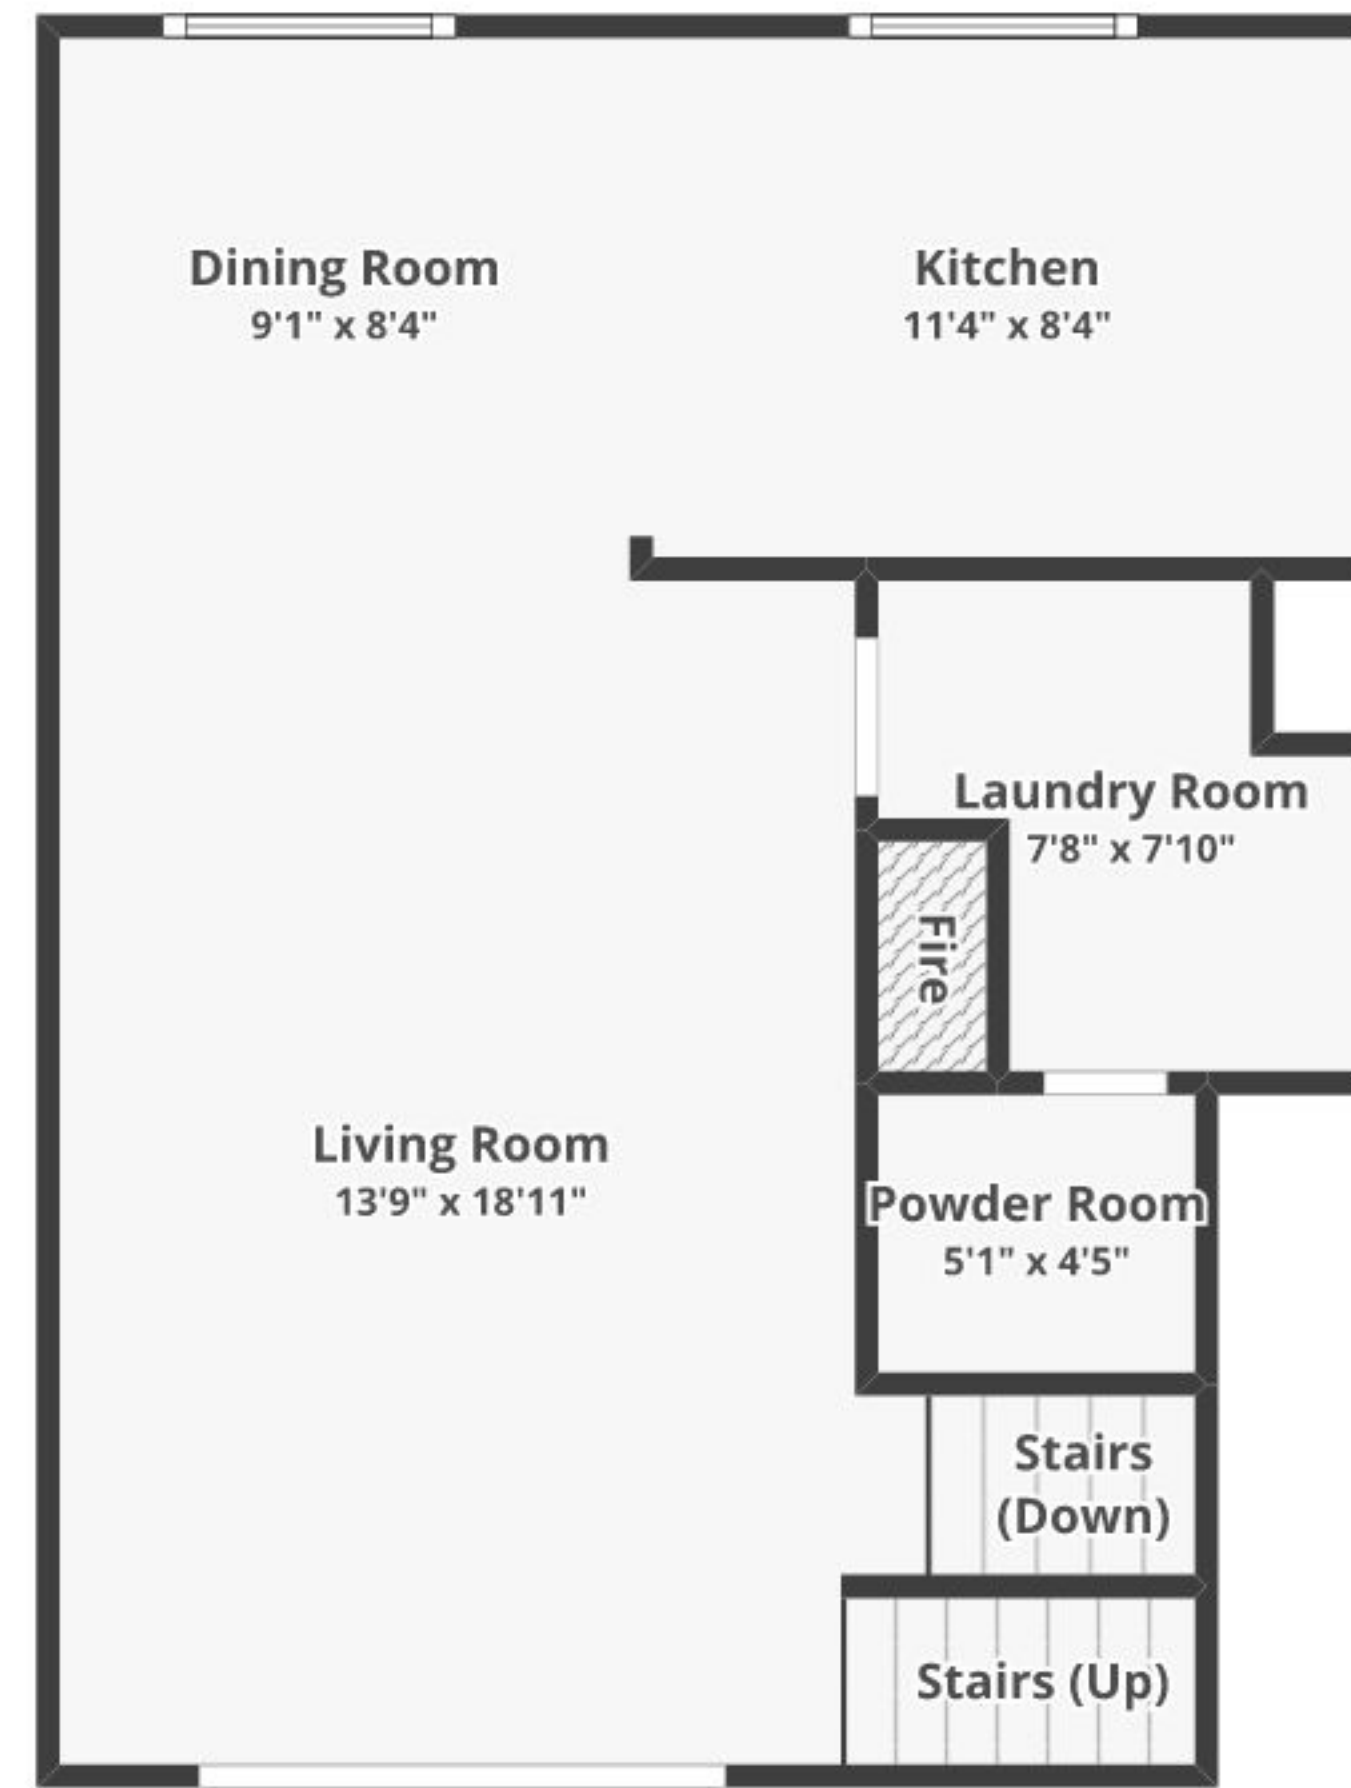 Dining Room
9'1" x 8'4"
Kitchen
11'4" x 8'4"
Laundry Room
7'8" x 7'10"
Fire
Living Room
13'9" x 18'11"
Powder Room
5'1" x 4'5"
Stairs
(Down)
Stairs (Up)